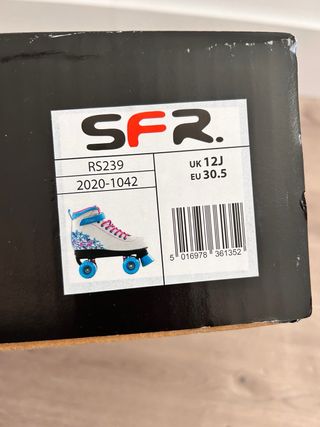 SFR.
RS239
2020-1042
UK 12J
EU 30.5
5 016978 361352